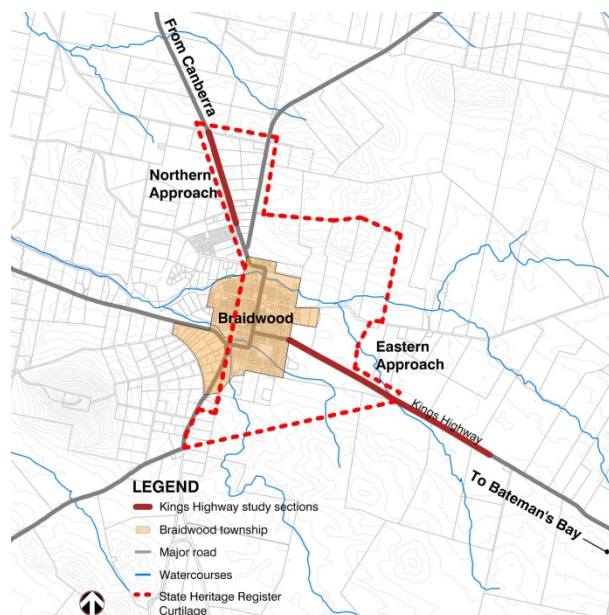 From Canberra
Northern
Approach
Braidwood
Eastern
Approach
Kings Highway
To Bateman's Bay
LEGEND
Kings Highway study sections
Braidwood township
Major road
Watercourses
State Heritage Register
Curtilage